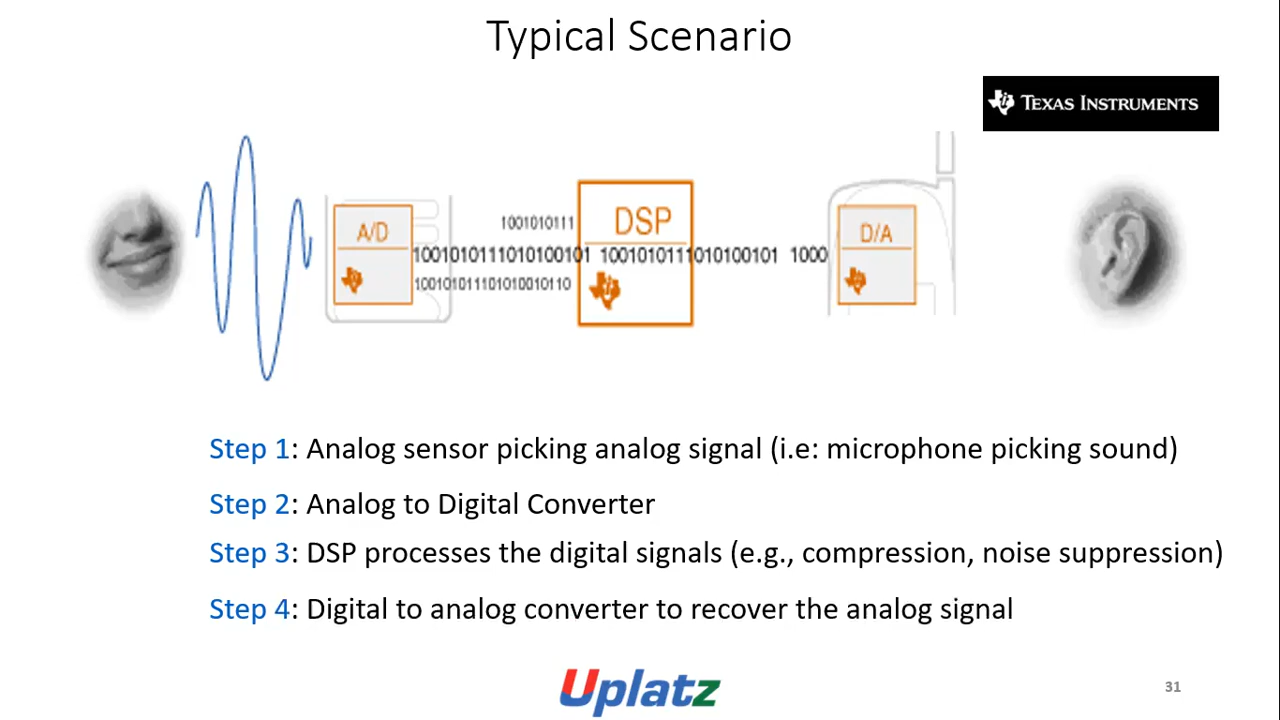 Typical Scenario
TEXAS INSTRUMENTS
A/D
1001010111
1001010111010100101
100101011101010010110
DSP
1001010111010100101
1000
D/A
Step 1: Analog sensor picking analog signal (i.e: microphone picking sound)
Step 2: Analog to Digital Converter
Step 3: DSP processes the digital signals (e.g., compression, noise suppression)
Step 4: Digital to analog converter to recover the analog signal
Uplatz
31